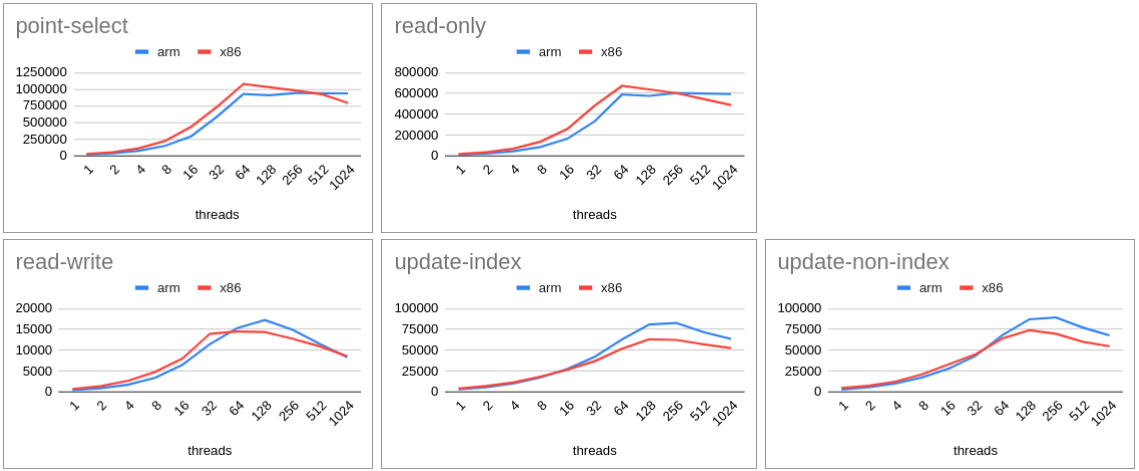 point-select
arm x86
1250000
1000000
750000
500000
250000
0
1 2 4 8 16 32 64 128 256 512 1024
threads
read-only
arm x86
800000
600000
400000
200000
0
1 2 4 8 16 32 64 128 256 512 1024
threads
read-write
arm x86
20000
15000
10000
5000
0
1 2 4 8 16 32 64 128 256 512 1024
threads
update-index
arm x86
100000
75000
50000
25000
0
1 2 4 8 16 32 64 128 256 512 1024
threads
update-non-index
arm x86
100000
75000
50000
25000
0
1 2 4 8 16 32 64 128 256 512 1024
threads